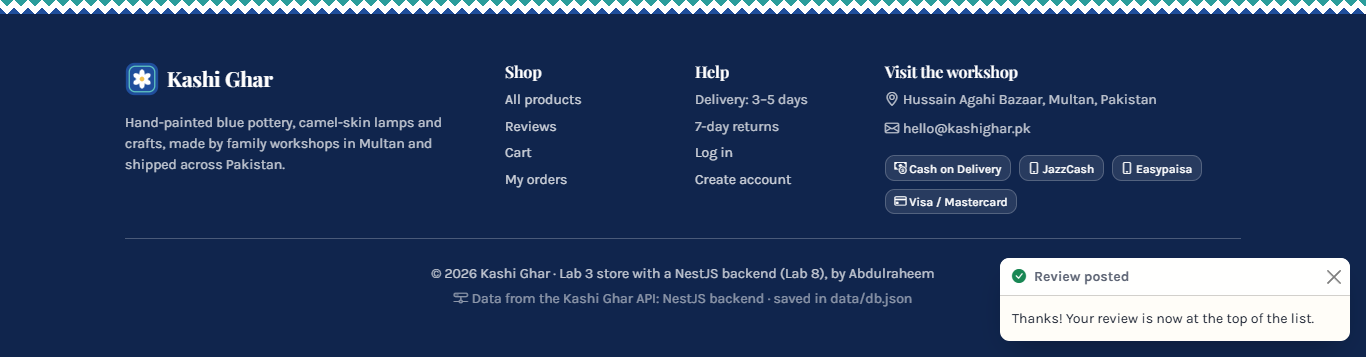 Kashi Ghar
Hand-painted blue pottery, camel-skin lamps and
crafts, made by family workshops in Multan and
shipped across Pakistan.
Shop
All products
Reviews
Cart
My orders
Help
Delivery: 3–5 days
7-day returns
Log in
Create account
Visit the workshop
Hussain Agahi Bazaar, Multan, Pakistan
hello@kashighar.pk
Cash on Delivery
JazzCash
Easypaisa
Visa / Mastercard
© 2026 Kashi Ghar · Lab 3 store with a NestJS backend (Lab 8), by Abdulraheem
Data from the Kashi Ghar API: NestJS backend · saved in data/db.json
Review posted
Thanks! Your review is now at the top of the list.